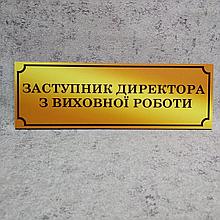 ЗАСТУПНИК ДИРЕКТОРА
З ВИХОВНОЇ РОБОТИ